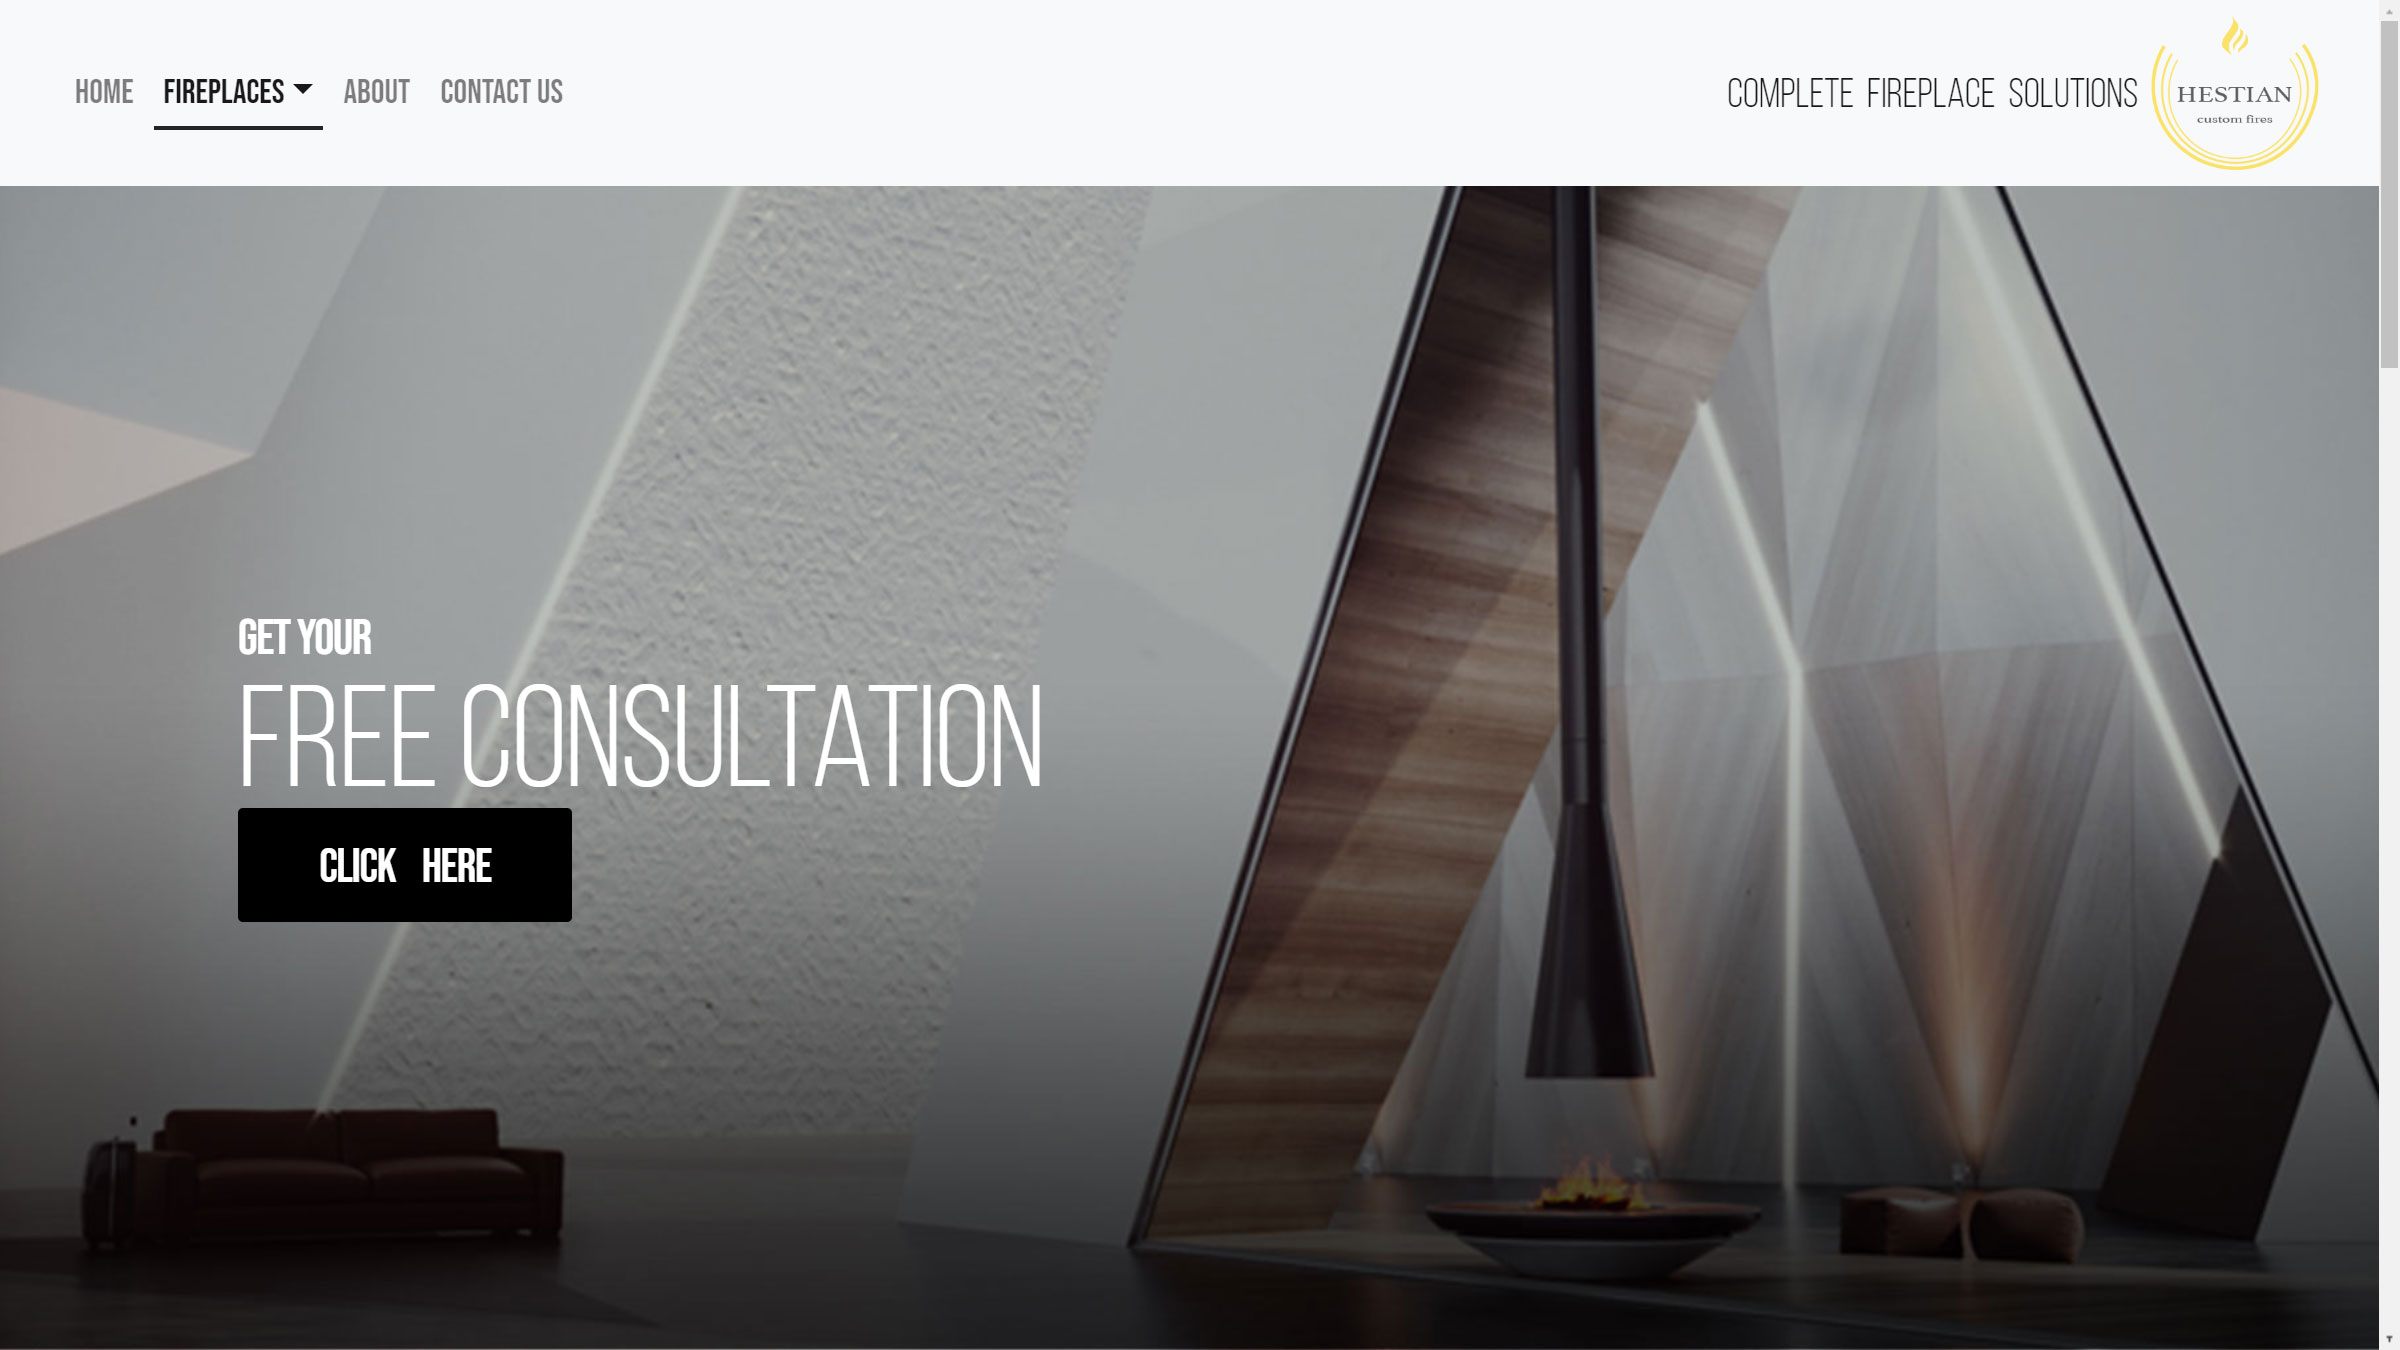 HOME FIREPLACES ABOUT CONTACT US
COMPLETE FIREPLACE SOLUTIONS
HESTIAN
custom fires
GET YOUR
FREE CONSULTATION
CLICK HERE